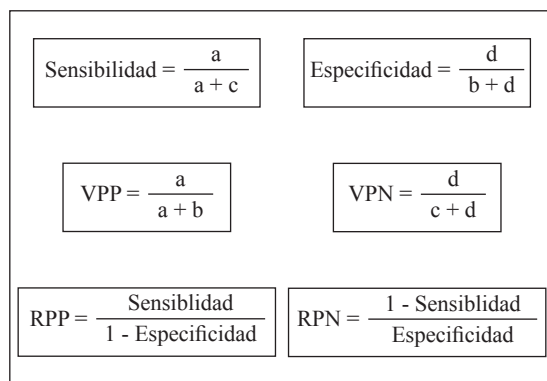 Sensibilidad = a / a + c
Especificidad = d / b + d
VPP = a / a + b
VPN = d / c + d
RPP = Sensiblidad / 1 - Especificidad
RPN = 1 - Sensiblidad / Especificidad